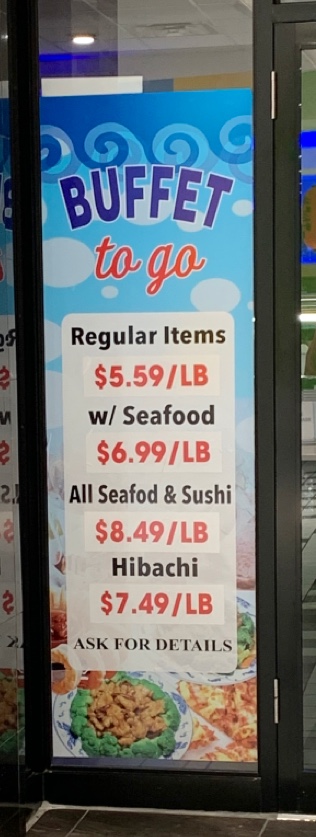 BUFFET
to go
Regular Items
$5.59/LB
w/ Seafood
$6.99/LB
All Seafod & Sushi
$8.49/LB
Hibachi
$7.49/LB
ASK FOR DETAILS